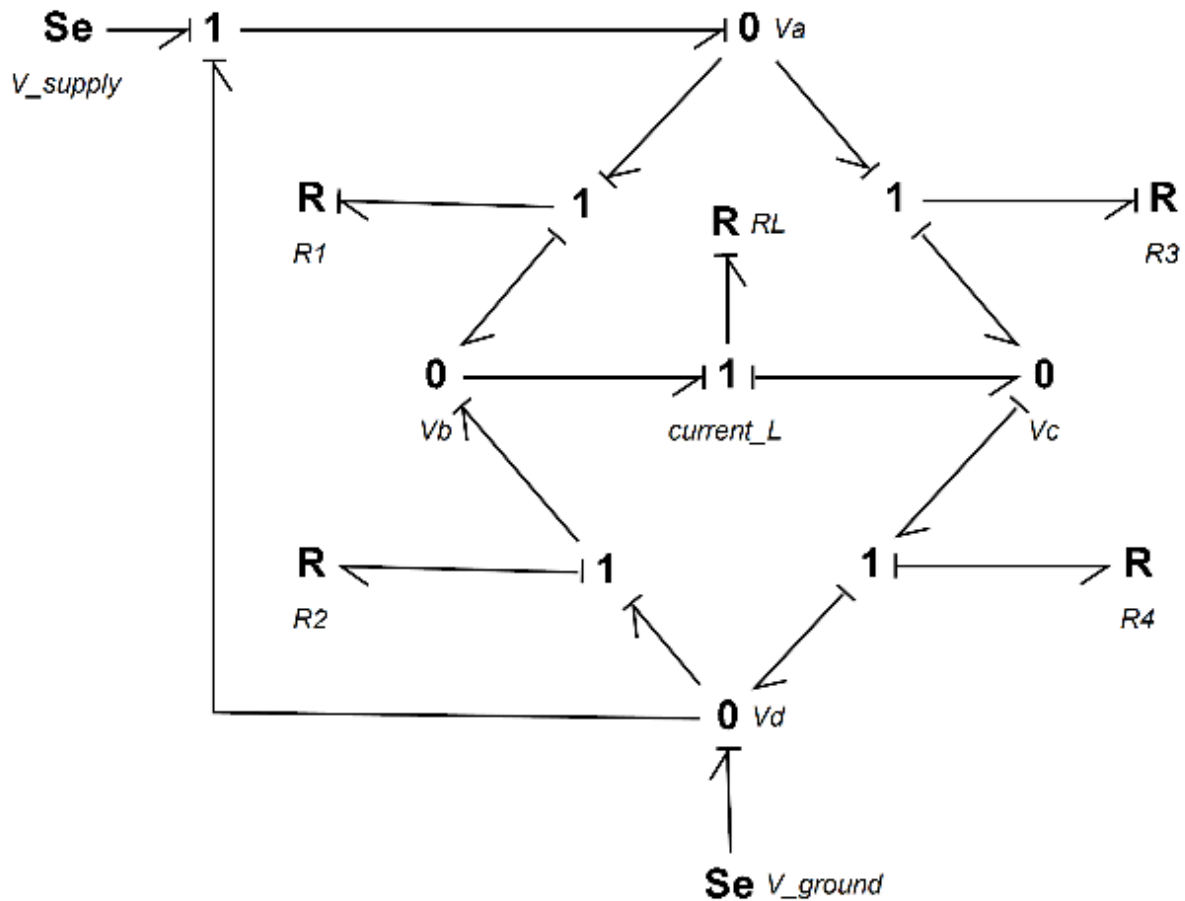 Se 1 0 Va
V_supply
R 1 R RL 1 R
R1 R3
0 1 0
Vb current_L Vc
R 1 1 R
R2 R4
0 Vd
Se V_ground